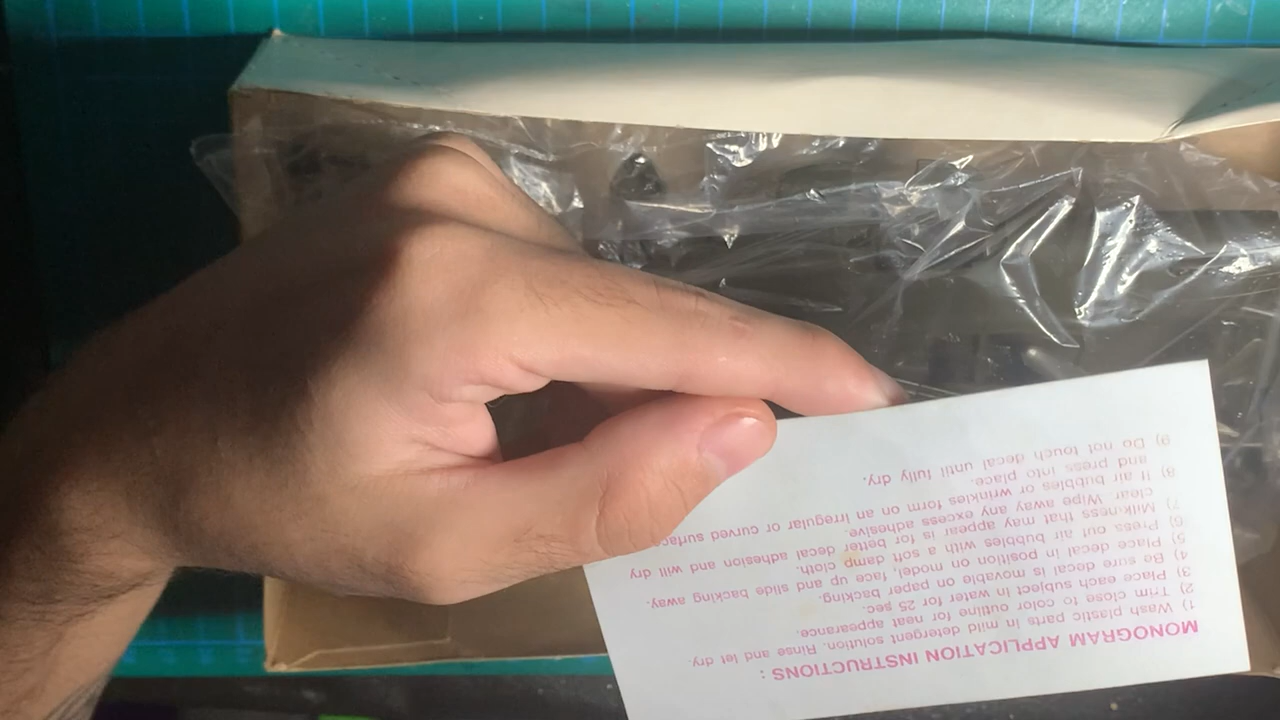 MONOGRAM APPLICATION INSTRUCTIONS :
1) Wash plastic parts in mild detergent solution. Rinse and let dry.
2) Trim close to color outline for neat appearance.
3) Place each subject in water for 25 sec.
4) Be sure decal is movable on paper backing.
5) Place decal in position on model, face up and slide backing away.
6) Press out air bubbles with a soft, damp cloth.
7) Milkiness that may appear is for better decal adhesion and will dry
clear. Wipe away any excess adhesive.
8) If air bubbles or wrinkles form on an irregular or curved
and press into place.
9) Do not touch decal until fully dry.